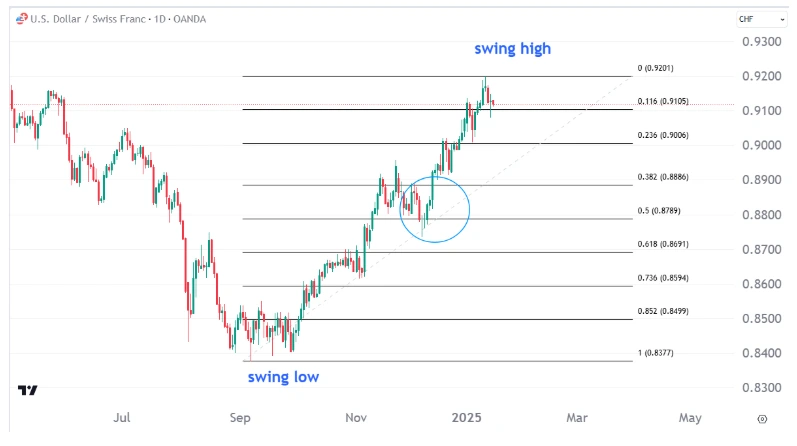 U.S. Dollar / Swiss Franc · 1D · OANDA
CHF
swing high
0.9300
0 (0.9201)
0.9200
0.116 (0.9105)
0.9100
0.236 (0.9006)
0.9000
0.382 (0.8886)
0.8900
0.5 (0.8789)
0.8800
0.618 (0.8691)
0.8700
0.736 (0.8594)
0.8600
0.852 (0.8499)
0.8500
1 (0.8377)
0.8400
swing low
0.8300
Jul
Sep
Nov
2025
Mar
May